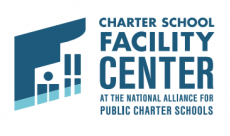 CHARTER SCHOOL
FACILITY
CENTER
AT THE NATIONAL ALLIANCE FOR
PUBLIC CHARTER SCHOOLS